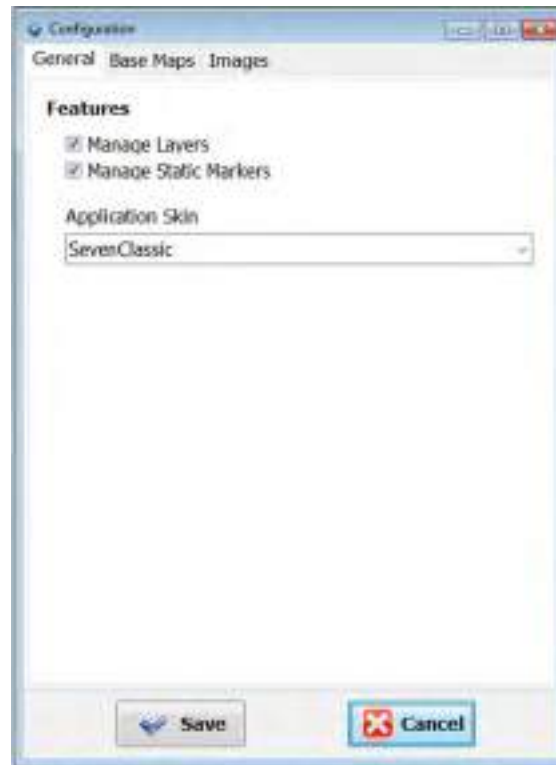 Configuration
General Base Maps Images
Features
Manage Layers
Manage Static Markers
Application Skin
SevenClassic
Save Cancel